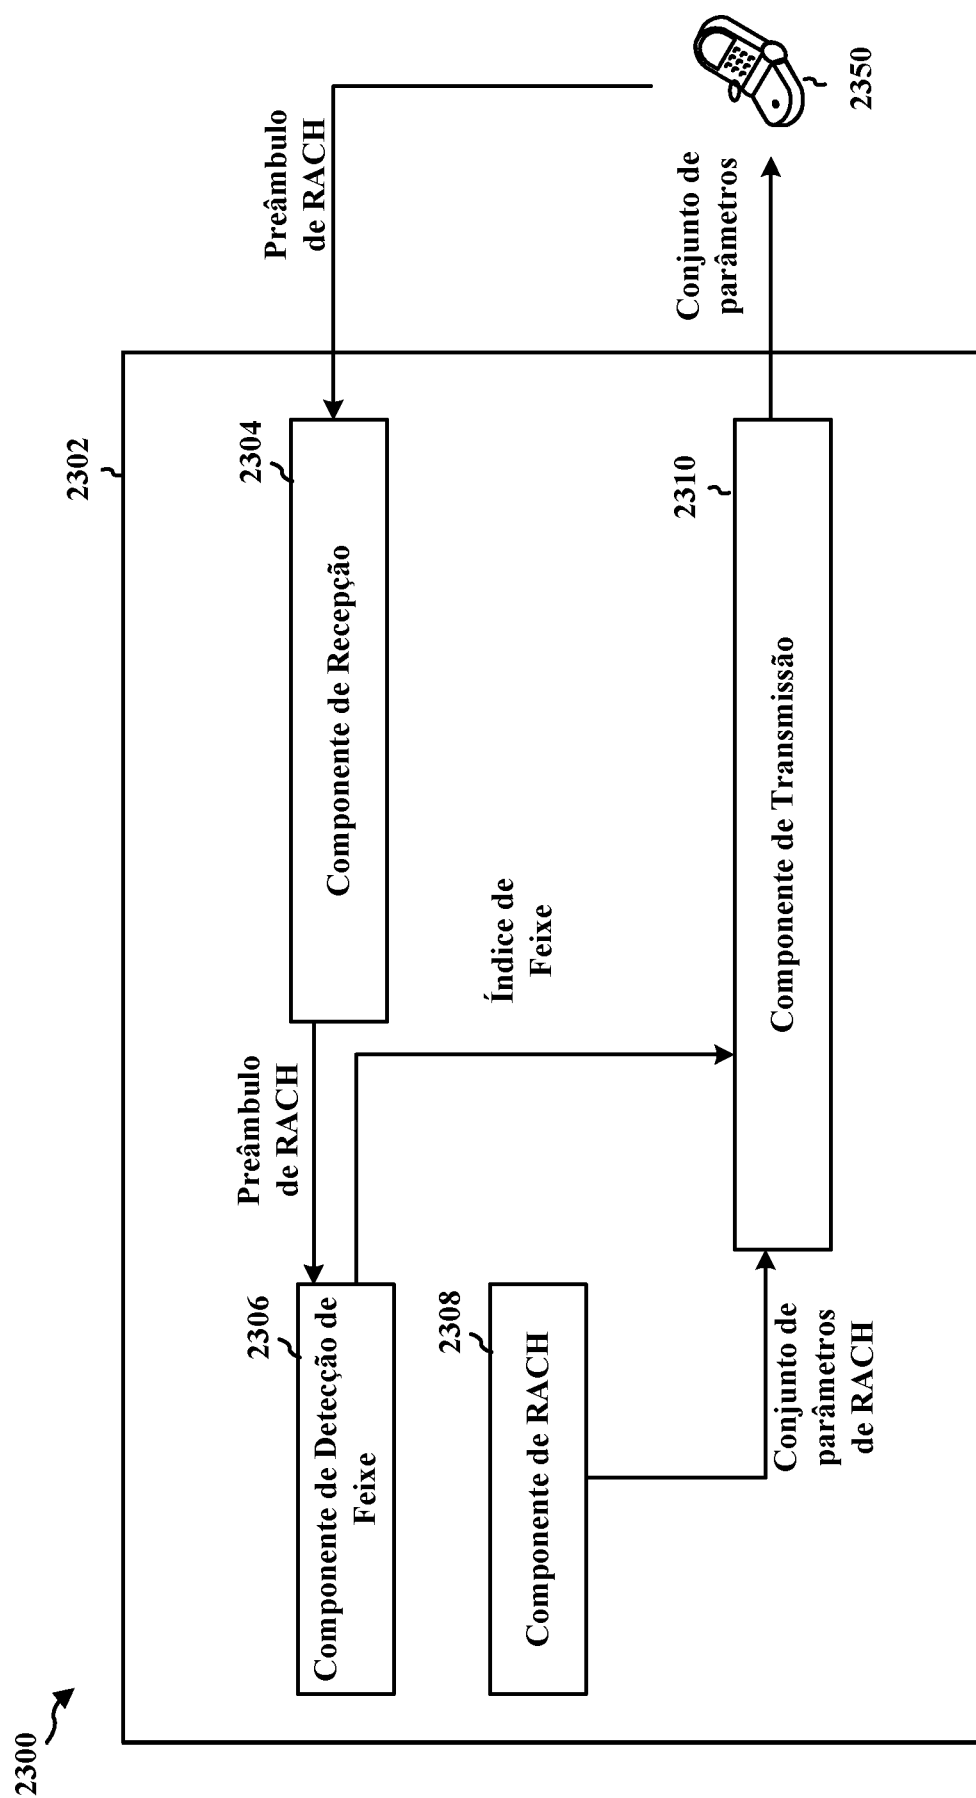 2300
2302
Preâmbulo
de RACH
2350
2304
Componente de Recepção
Preâmbulo
de RACH
2306
Componente de Detecção de
Feixe
Índice de
Feixe
2308
Componente de RACH
Conjunto de
parâmetros
de RACH
2310
Componente de Transmissão
Conjunto de
parâmetros